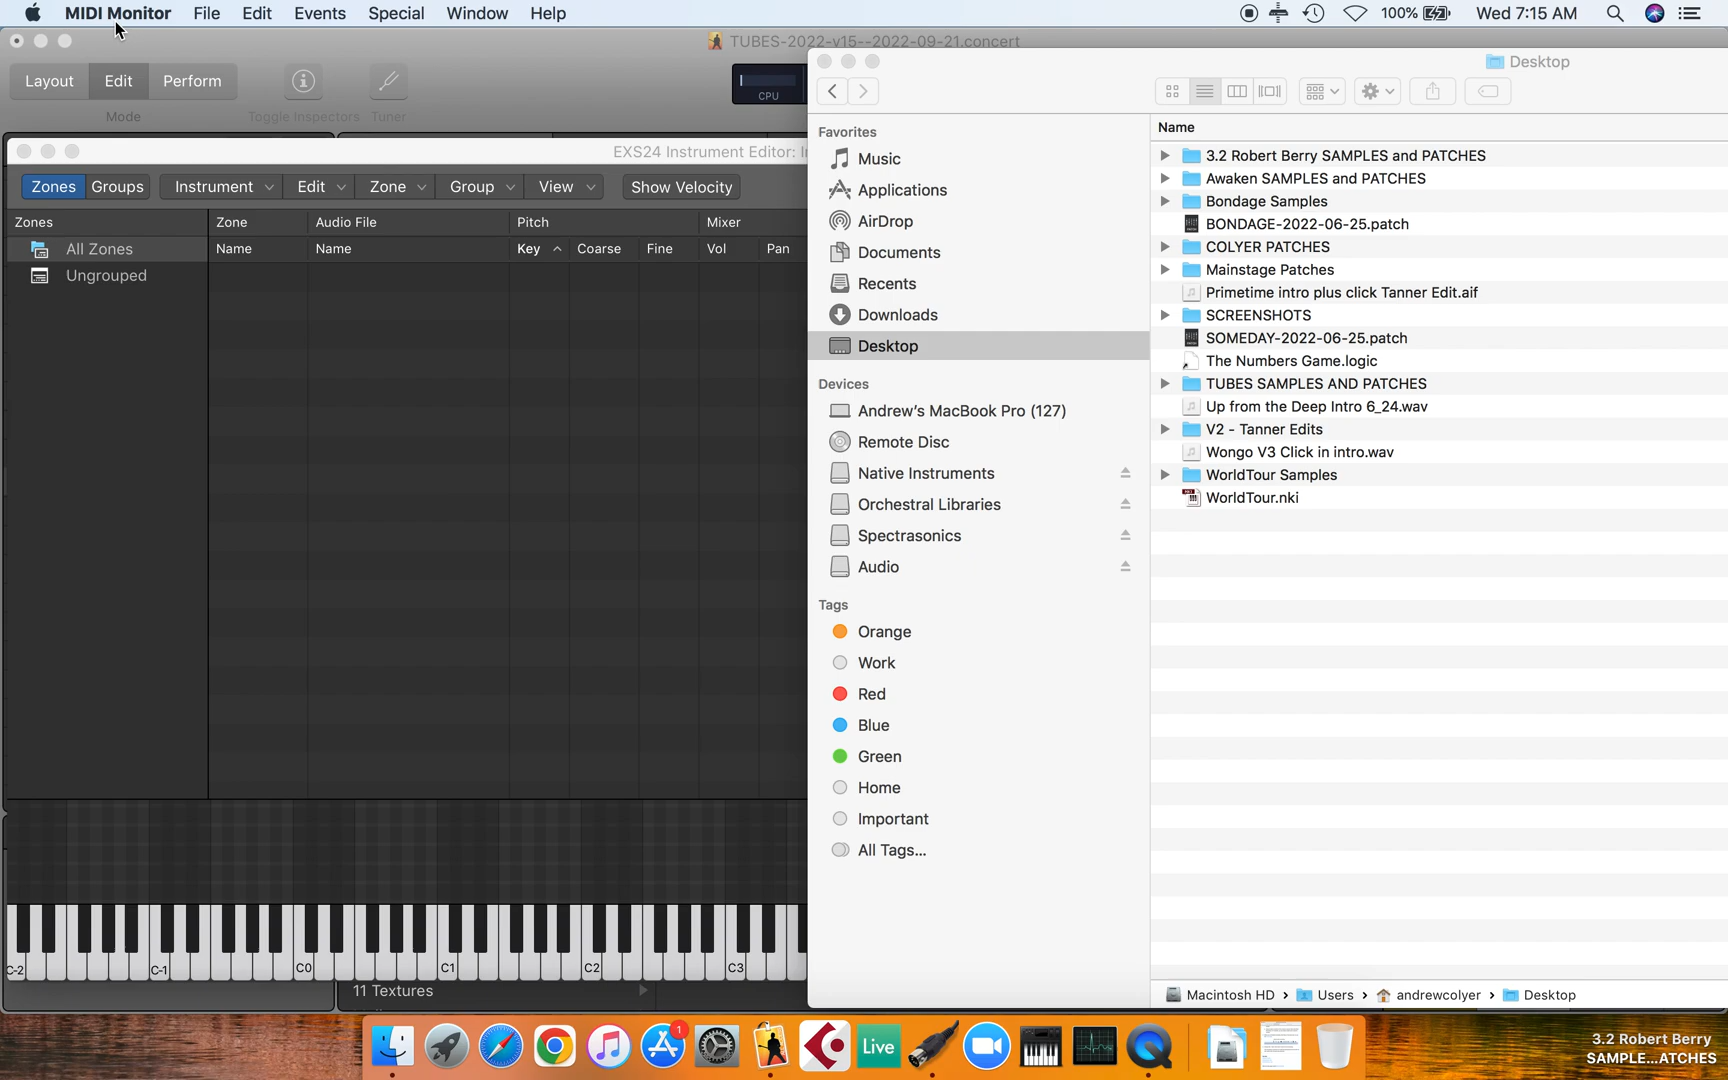 MIDI Monitor File Edit Events Special Window Help 100% Wed 7:15 AM
TUBES-2022-v15--2022-09-21.concert
Layout Edit Perform
CPU
Mode Toggle Inspectors Tuner
EXS24 Instrument Editor:
Zones Groups Instrument Edit Zone Group View Show Velocity
Zones Zone Audio File Pitch Mixer
All Zones Name Name Key Coarse Fine Vol Pan
Ungrouped
C-2 C-1 C0 C1 C2 C3
11 Textures
Desktop
Favorites
Music
Applications
AirDrop
Documents
Recents
Downloads
Desktop
Devices
Andrew's MacBook Pro (127)
Remote Disc
Native Instruments
Orchestral Libraries
Spectrasonics
Audio
Tags
Orange
Work
Red
Blue
Green
Home
Important
All Tags...
Name
3.2 Robert Berry SAMPLES and PATCHES
Awaken SAMPLES and PATCHES
Bondage Samples
BONDAGE-2022-06-25.patch
COLYER PATCHES
Mainstage Patches
Primetime intro plus click Tanner Edit.aif
SCREENSHOTS
SOMEDAY-2022-06-25.patch
The Numbers Game.logic
TUBES SAMPLES AND PATCHES
Up from the Deep Intro 6_24.wav
V2 - Tanner Edits
Wongo V3 Click in intro.wav
WorldTour Samples
WorldTour.nki
Macintosh HD › Users › andrewcolyer › Desktop
1
Live
3.2 Robert Berry
SAMPLE...ATCHES